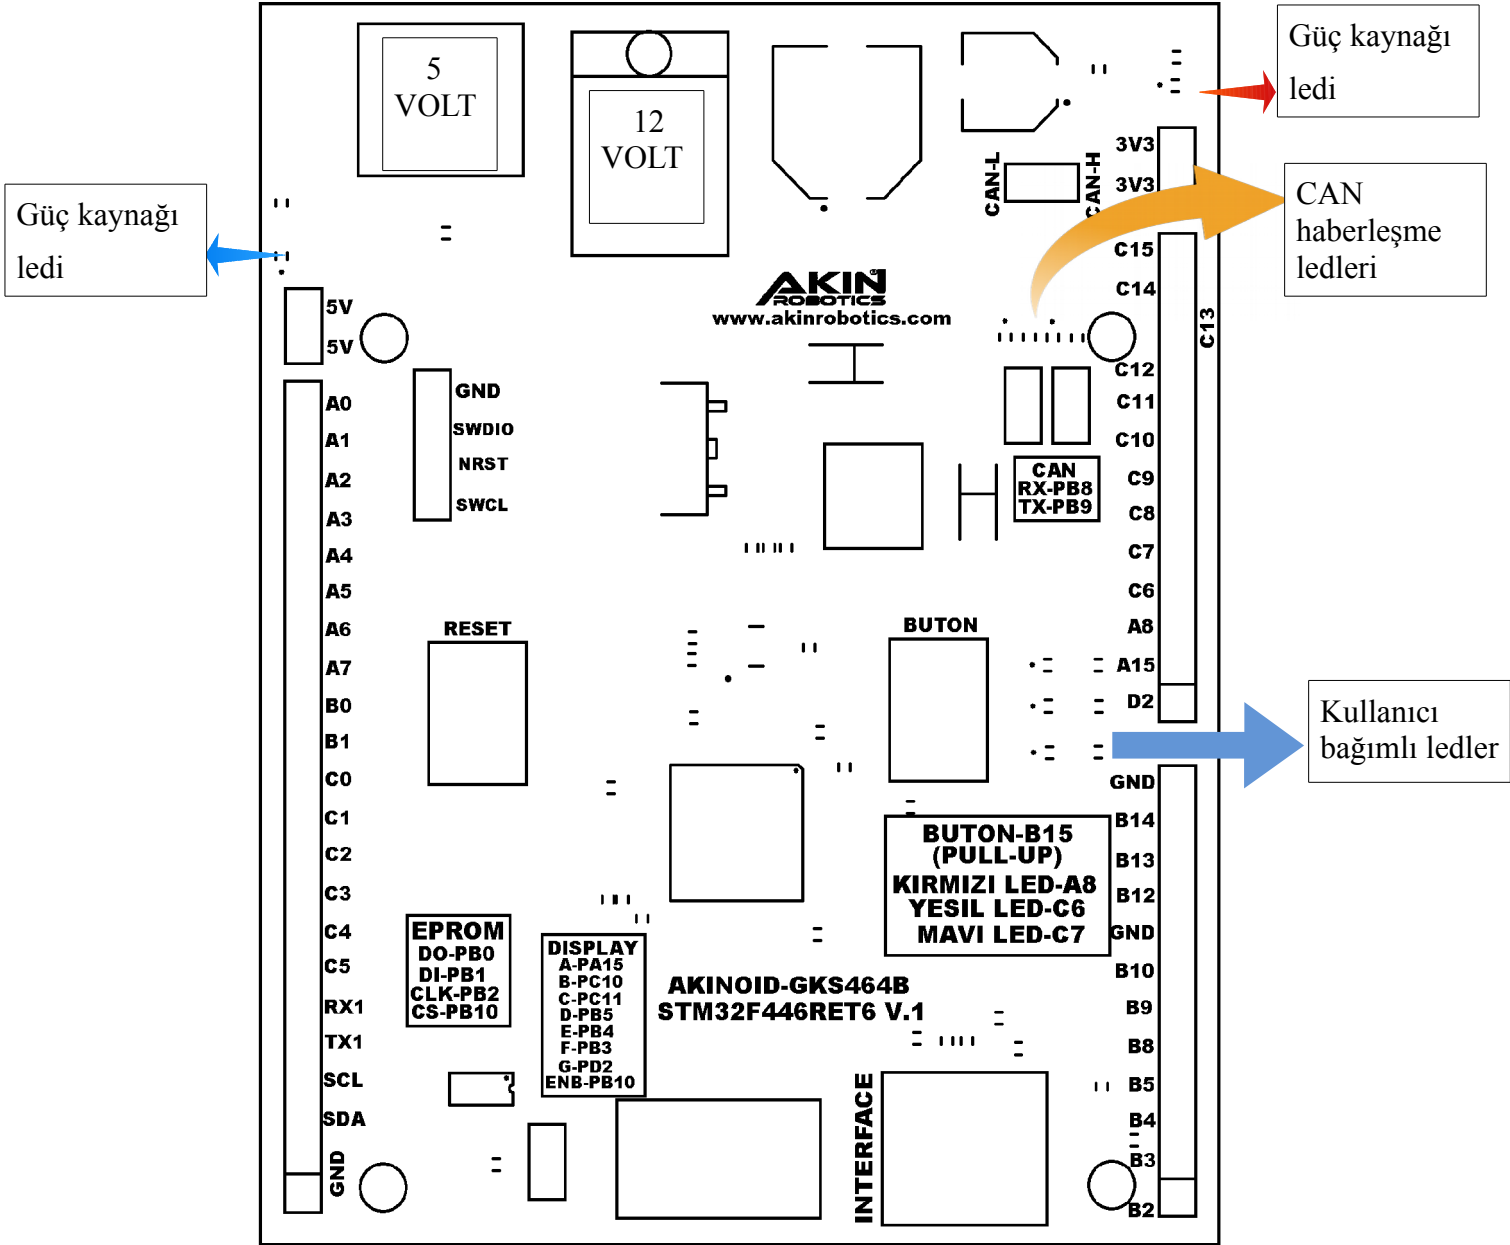 5
VOLT
12
VOLT
Güç kaynağı
ledi
Güç kaynağı
ledi
CAN
haberleşme
ledleri
Kullanıcı
bağımlı ledler
CAN-L
CAN-H
AKIN®
ROBOTICS
www.akinrobotics.com
5V
5V
A0
A1
A2
A3
A4
A5
A6
A7
B0
B1
C0
C1
C2
C3
C4
C5
RX1
TX1
SCL
SDA
GND
GND
SWDIO
NRST
SWCL
RESET
BUTON
CAN
RX-PB8
TX-PB9
3V3
3V3
C15
C14
C13
C12
C11
C10
C9
C8
C7
C6
A8
A15
D2
GND
B14
B13
B12
GND
B10
B9
B8
B5
B4
B3
B2
BUTON-B15
(PULL-UP)
KIRMIZI LED-A8
YESIL LED-C6
MAVI LED-C7
EPROM
DO-PB0
DI-PB1
CLK-PB2
CS-PB10
DISPLAY
A-PA15
B-PC10
C-PC11
D-PB5
E-PB4
F-PB3
G-PD2
ENB-PB10
AKINOID-GKS464B
STM32F446RET6 V.1
INTERFACE